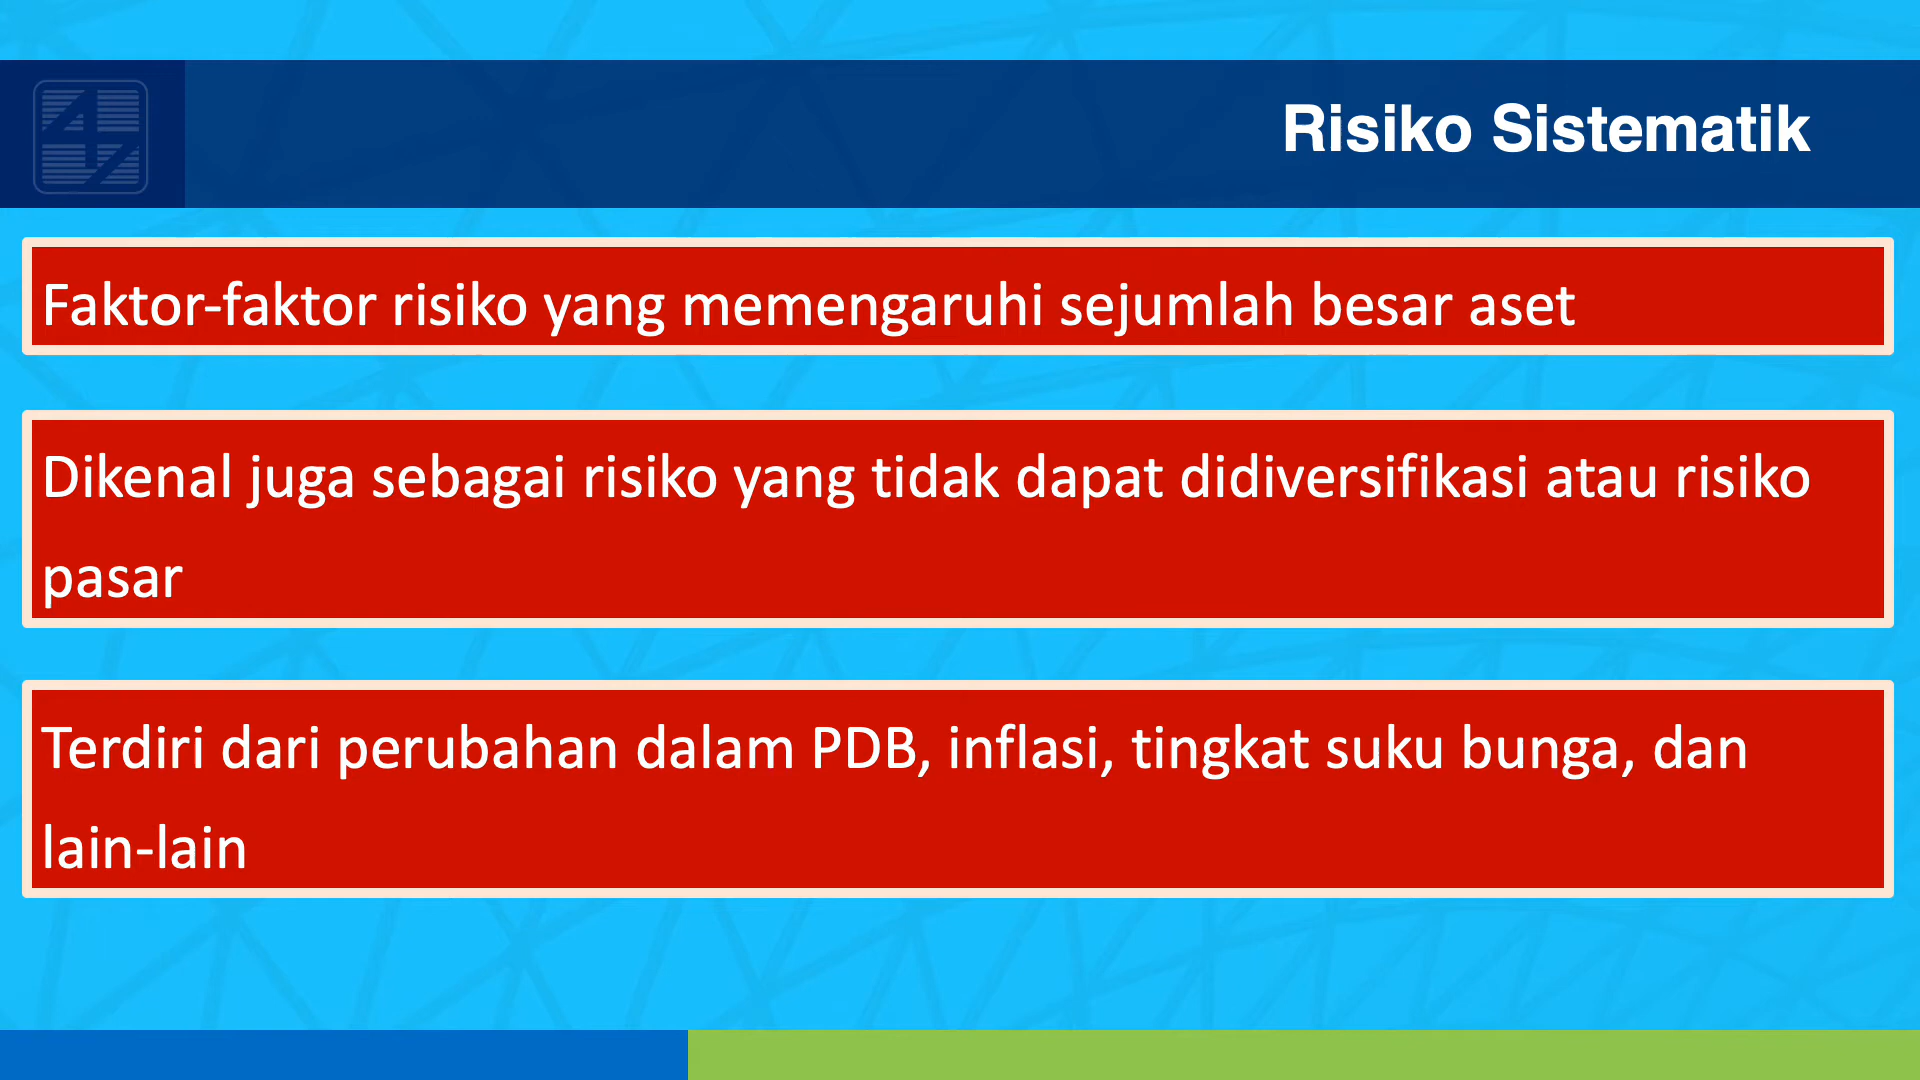 Risiko Sistematik
Faktor-faktor risiko yang memengaruhi sejumlah besar aset
Dikenal juga sebagai risiko yang tidak dapat didiversifikasi atau risiko
pasar
Terdiri dari perubahan dalam PDB, inflasi, tingkat suku bunga, dan
lain-lain